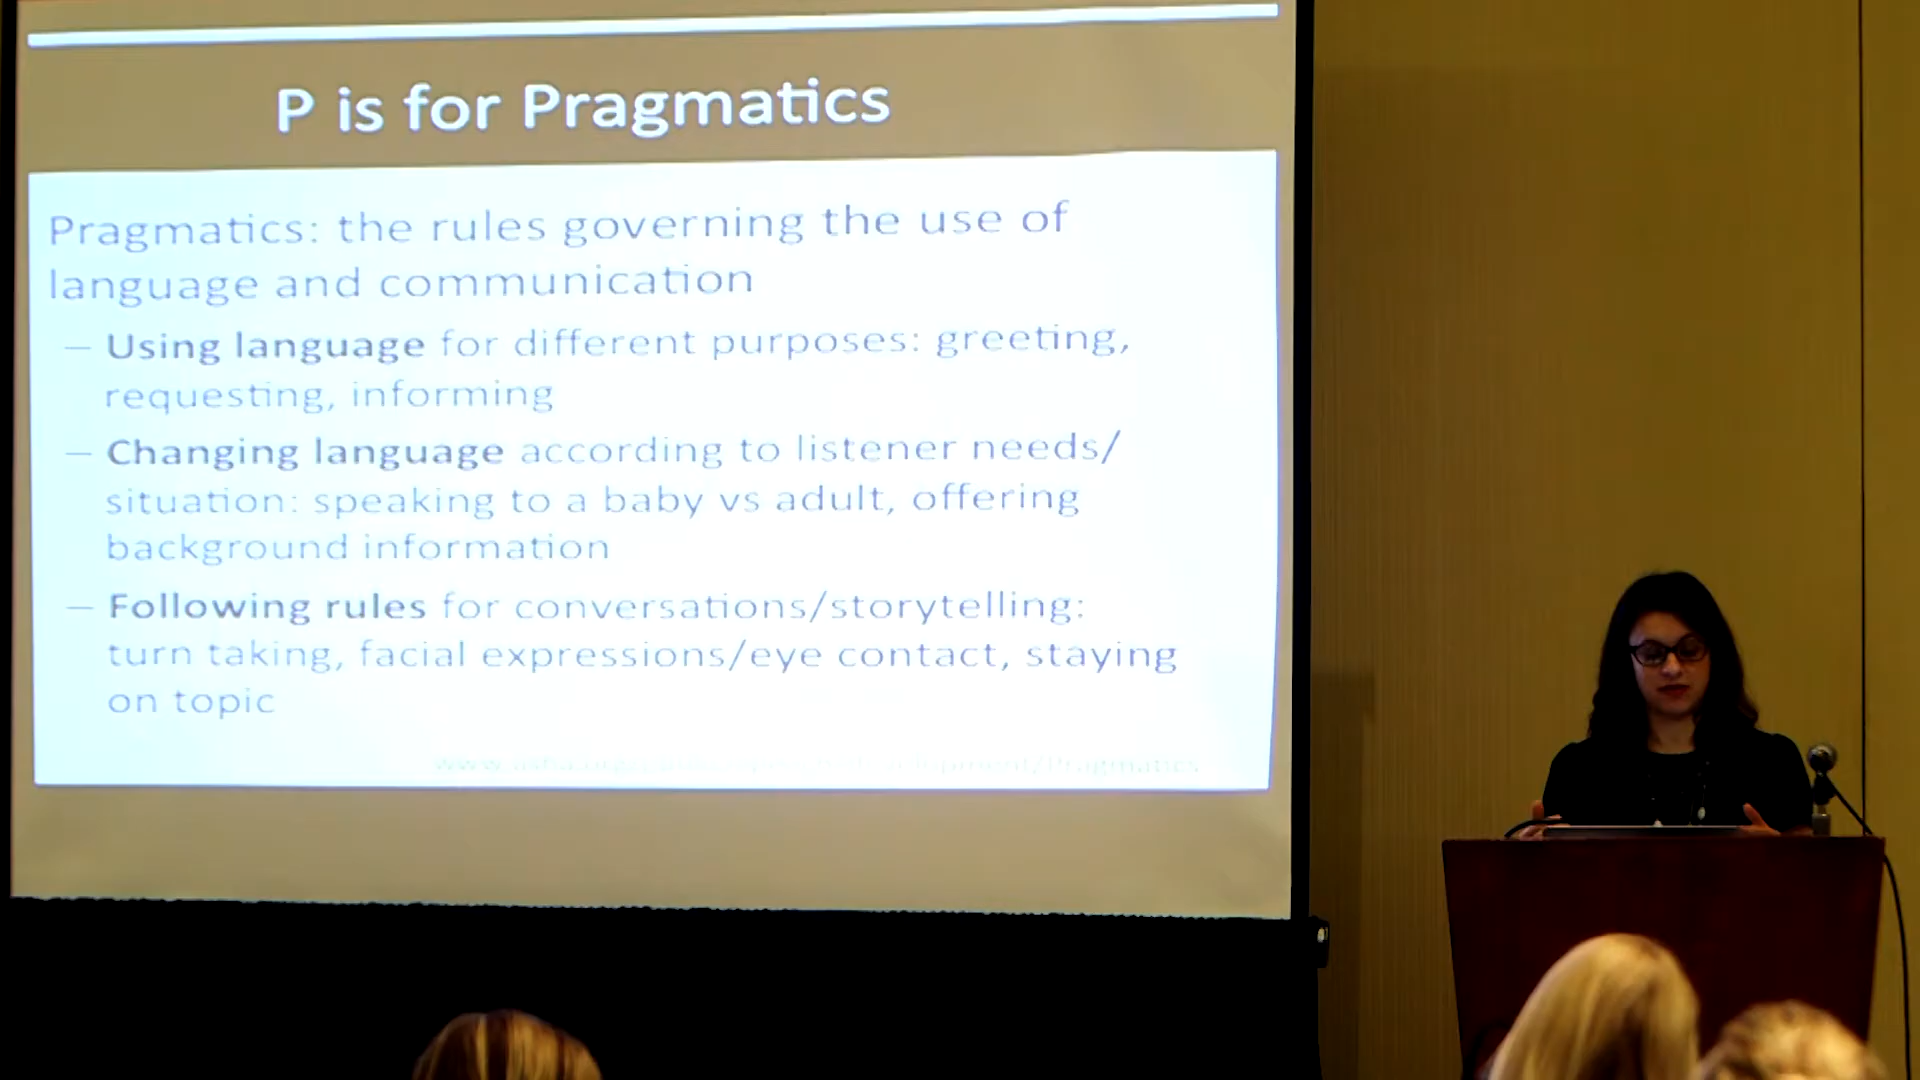 P is for Pragmatics
Pragmatics: the rules governing the use of
language and communication
– Using language for different purposes: greeting,
requesting, informing
– Changing language according to listener needs/
situation: speaking to a baby vs adult, offering
background information
– Following rules for conversations/storytelling:
turn taking, facial expressions/eye contact, staying
on topic